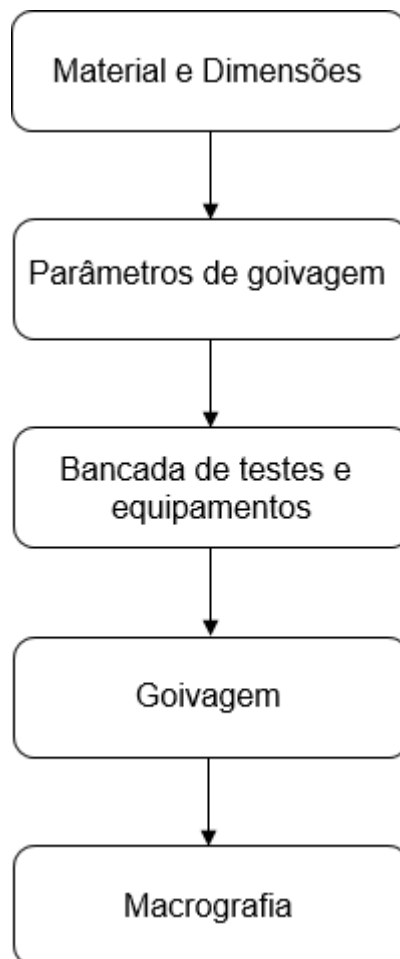 Material e Dimensões
Parâmetros de goivagem
Bancada de testes e
equipamentos
Goivagem
Macrografia